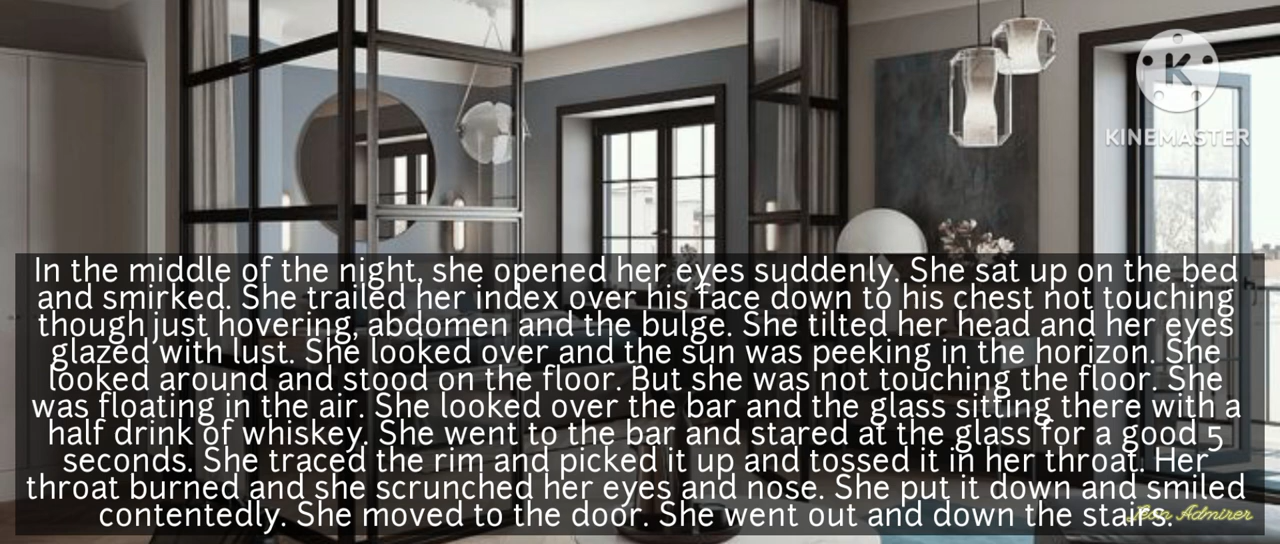 KINEMASTER
In the middle of the night, she opened her eyes suddenly. She sat up on the bed
and smirked. She trailed her index over his face down to his chest not touching
though just hovering, abdomen and the bulge. She tilted her head and her eyes
glazed with lust. She looked over and the sun was peeking in the horizon. She
looked around and stood on the floor. But she was not touching the floor. She
was floating in the air. She looked over the bar and the glass sitting there with a
half drink of whiskey. She went to the bar and stared at the glass for a good 5
seconds. She traced the rim and picked it up and tossed it in her throat. Her
throat burned and she scrunched her eyes and nose. She put it down and smiled
contentedly. She moved to the door. She went out and down the stairs.
Admirer